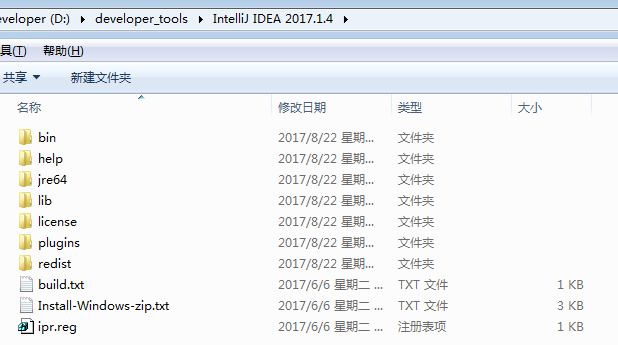 eveloper (D:) developer_tools IntelliJ IDEA 2017.1.4
具(T) 帮助(H)
共享 新建文件夹
名称 修改日期 类型 大小
bin 2017/8/22 星期... 文件夹
help 2017/8/22 星期... 文件夹
jre64 2017/8/22 星期... 文件夹
lib 2017/8/22 星期... 文件夹
license 2017/8/22 星期... 文件夹
plugins 2017/8/22 星期... 文件夹
redist 2017/8/22 星期... 文件夹
build.txt 2017/6/6 星期二 ... TXT 文件 1 KB
Install-Windows-zip.txt 2017/6/6 星期二 ... TXT 文件 3 KB
ipr.reg 2017/6/6 星期二 ... 注册表项 1 KB